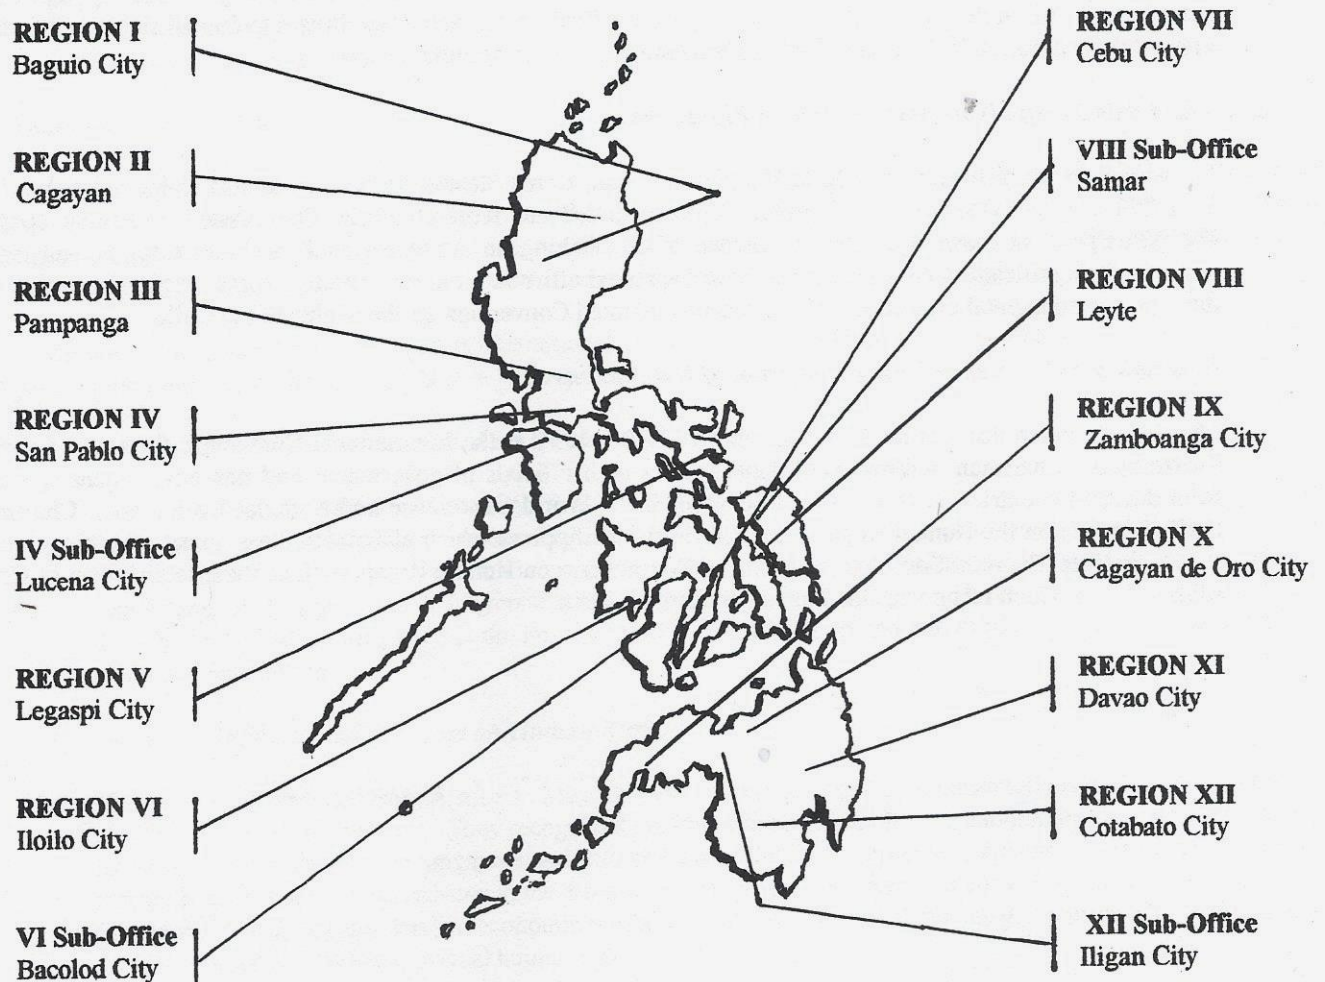 REGION I
Baguio City
REGION II
Cagayan
REGION III
Pampanga
REGION IV
San Pablo City
IV Sub-Office
Lucena City
REGION V
Legaspi City
REGION VI
Iloilo City
VI Sub-Office
Bacolod City
REGION VII
Cebu City
VIII Sub-Office
Samar
REGION VIII
Leyte
REGION IX
Zamboanga City
REGION X
Cagayan de Oro City
REGION XI
Davao City
REGION XII
Cotabato City
XII Sub-Office
Iligan City